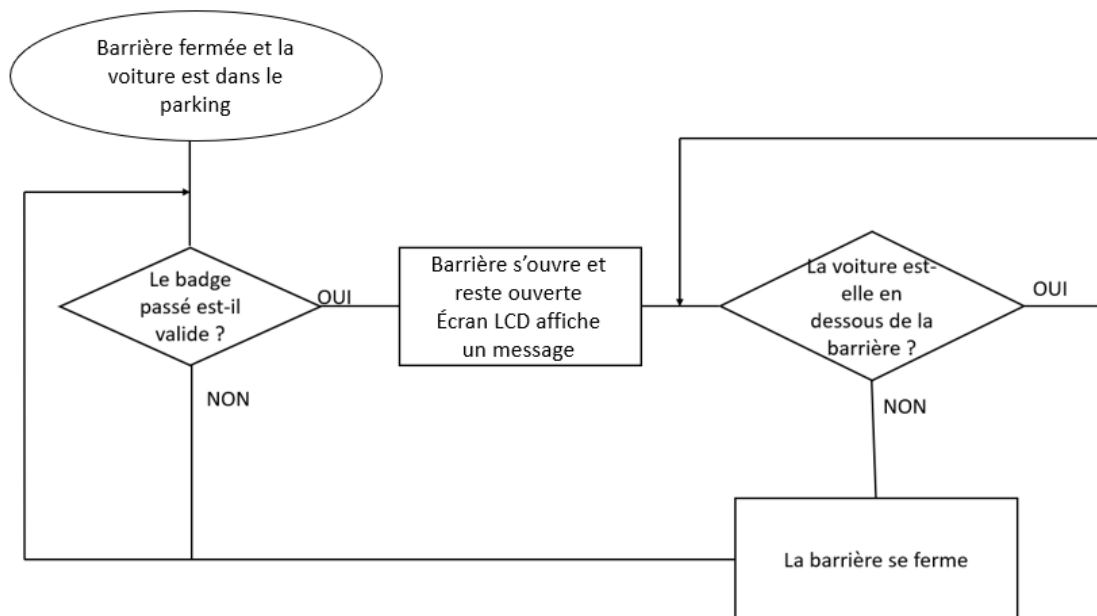 Barrière fermée et la
voiture est dans le
parking
Le badge
passé est-il
valide ?
OUI
NON
Barrière s’ouvre et
reste ouverte
Écran LCD affiche
un message
La voiture est-
elle en
dessous de la
barrière ?
OUI
NON
La barrière se ferme